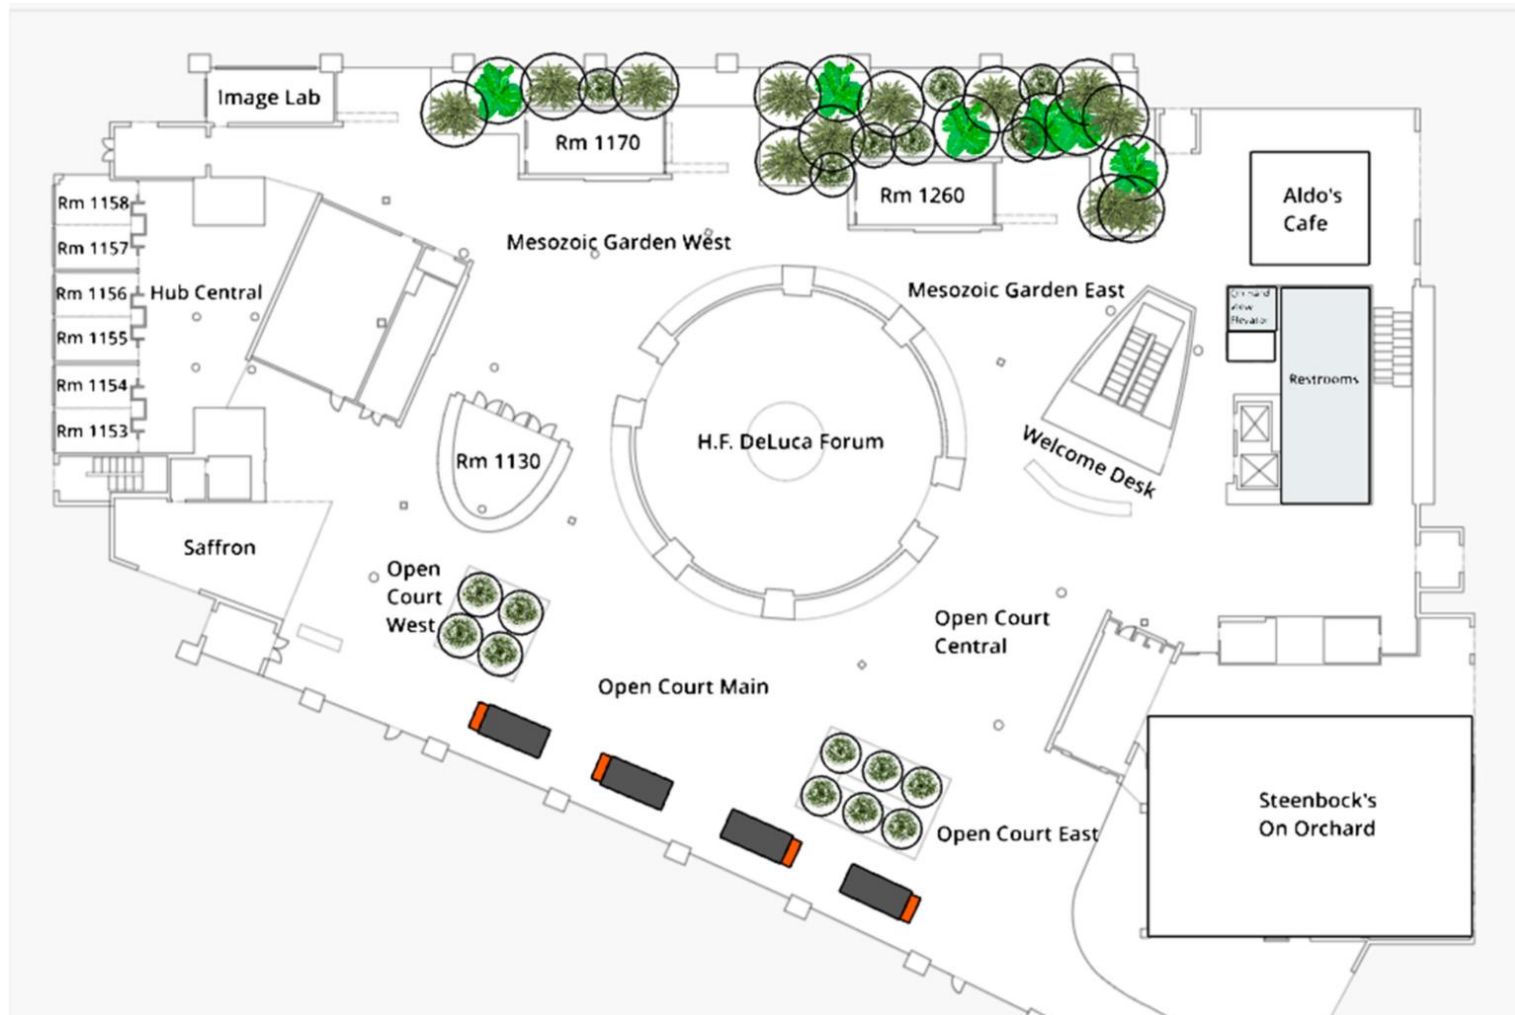 Image Lab
Rm 1170
Rm 1158
Rm 1260
Aldo's
Cafe
Rm 1157
Mesozoic Garden West
Rm 1156
Hub Central
Mesozoic Garden East
View
Elevator
Rm 1155
Restrooms
Rm 1154
Rm 1153
H.F. DeLuca Forum
Rm 1130
Welcome Desk
Saffron
Open
Court
West
Open Court
Central
Open Court Main
Steenbock's
On Orchard
Open Court East